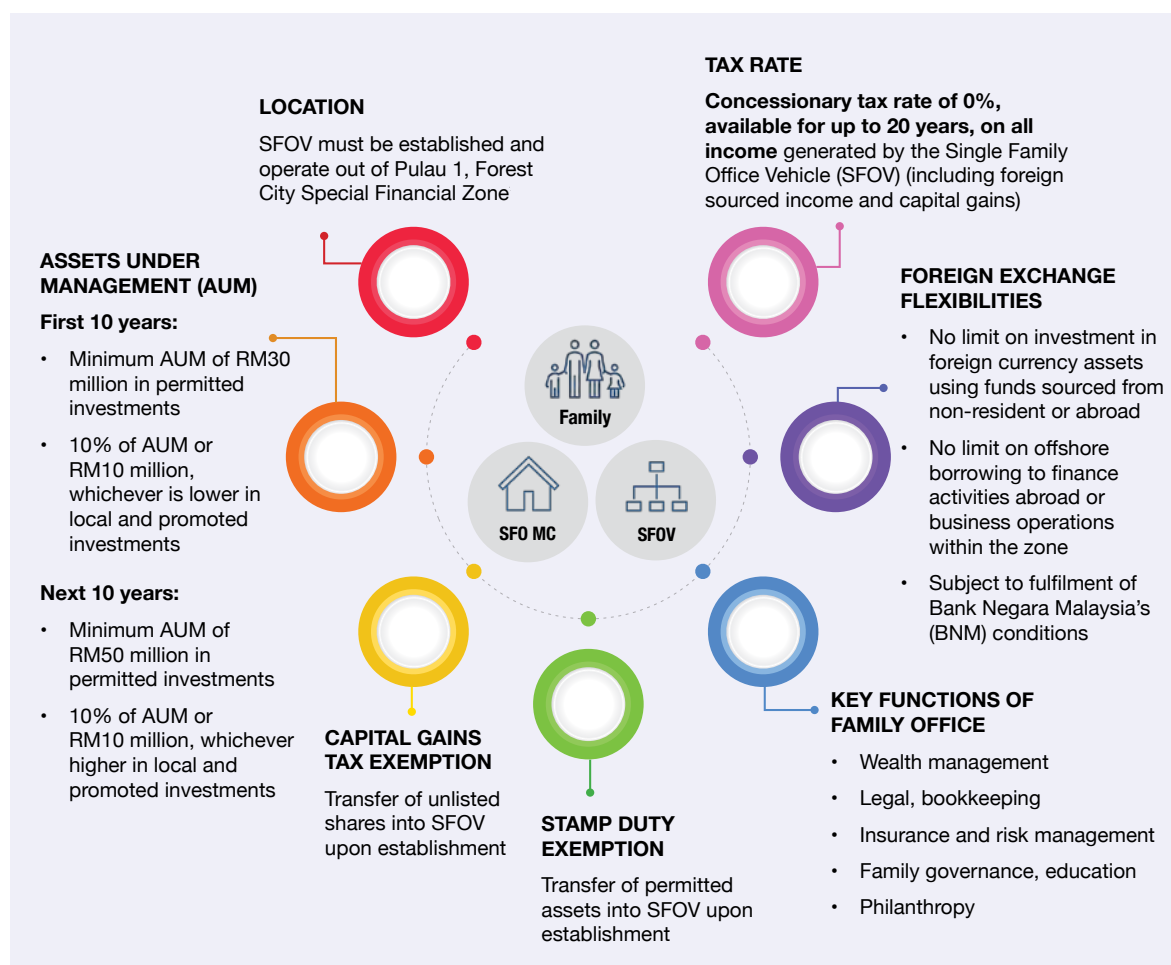 LOCATION
SFOV must be established and
operate out of Pulau 1, Forest
City Special Financial Zone
TAX RATE
Concessionary tax rate of 0%,
available for up to 20 years, on all
income generated by the Single Family
Office Vehicle (SFOV) (including foreign
sourced income and capital gains)
ASSETS UNDER
MANAGEMENT (AUM)
First 10 years:
• Minimum AUM of RM30
million in permitted
investments
• 10% of AUM or
RM10 million,
whichever is lower in
local and promoted
investments
Next 10 years:
• Minimum AUM of
RM50 million in
permitted investments
• 10% of AUM or
RM10 million, whichever
higher in local and
promoted investments
Family
SFO MC
SFOV
FOREIGN EXCHANGE
FLEXIBILITIES
• No limit on investment in
foreign currency assets
using funds sourced from
non-resident or abroad
• No limit on offshore
borrowing to finance
activities abroad or
business operations
within the zone
• Subject to fulfilment of
Bank Negara Malaysia's
(BNM) conditions
CAPITAL GAINS
TAX EXEMPTION
Transfer of unlisted
shares into SFOV
upon establishment
STAMP DUTY
EXEMPTION
Transfer of permitted
assets into SFOV upon
establishment
KEY FUNCTIONS OF
FAMILY OFFICE
• Wealth management
• Legal, bookkeeping
• Insurance and risk management
• Family governance, education
• Philanthropy